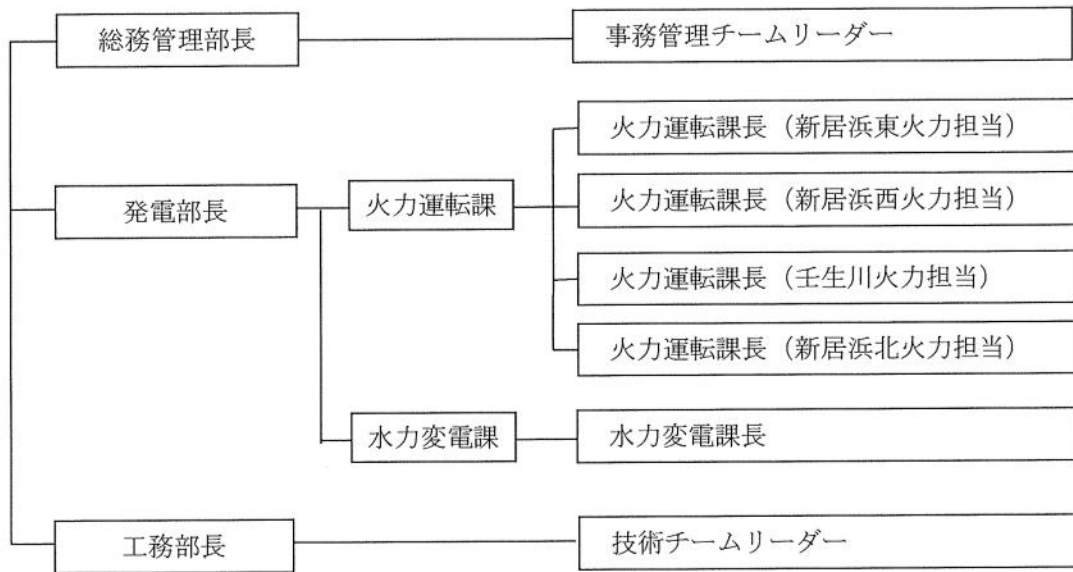 総務管理部長
事務管理チームリーダー
火力運転課長（新居浜東火力担当）
発電部長
火力運転課
火力運転課長（新居浜西火力担当）
火力運転課長（壬生川火力担当）
火力運転課長（新居浜北火力担当）
水力変電課
水力変電課長
工務部長
技術チームリーダー